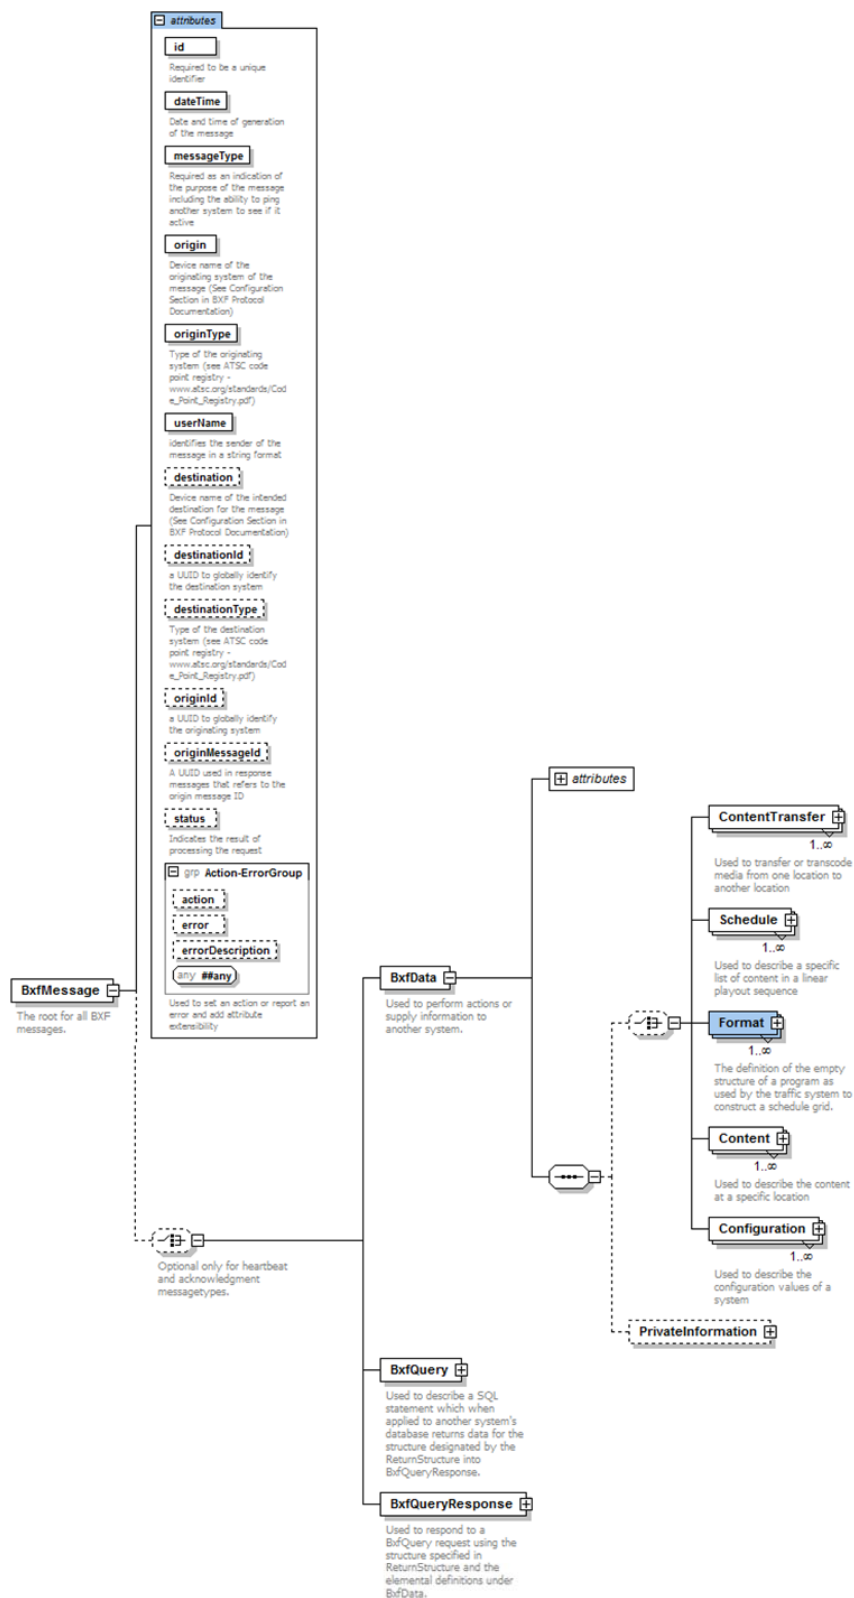 attributes
id
Required to be a unique
identifier
dateTime
Date and time of generation
of the message
messageType
Required as an indication of
the purpose of the message
including the ability to ping
another system to see if it
active
origin
Device name of the
originating system of the
message (See Configuration
Section in BXF Protocol
Documentation)
originType
Type of the originating
system (see ATSC code
point registry -
www.atsc.org/standards/Cod
e_Point_Registry.pdf)
userName
identifies the sender of the
message in a string format
destination
Device name of the intended
destination for the message
(See Configuration Section in
BXF Protocol Documentation)
destinationId
a UUID to globally identify
the destination system
destinationType
Type of the destination
system (see ATSC code
point registry -
www.atsc.org/standards/Cod
e_Point_Registry.pdf)
originId
a UUID to globally identify
the originating system
originMessageId
A UUID used in response
messages that refers to the
origin message ID
status
Indicates the result of
processing the request
grp Action-ErrorGroup
action
error
errorDescription
any ##any
Used to set an action or report an
error and add attribute
extensibility
BxfMessage
The root for all BXF
messages.
Optional only for heartbeat
and acknowledgment
messagetypes.
BxfData
Used to perform actions or
supply information to
another system.
attributes
ContentTransfer
1..∞
Used to transfer or transcode
media from one location to
another location
Schedule
1..∞
Used to describe a specific
list of content in a linear
playout sequence
Format
1..∞
The definition of the empty
structure of a program as
used by the traffic system to
construct a schedule grid.
Content
1..∞
Used to describe the content
at a specific location
Configuration
1..∞
Used to describe the
configuration values of a
system
PrivateInformation
BxfQuery
Used to describe a SQL
statement which when
applied to another system's
database returns data for the
structure designated by the
ReturnStructure into
BxfQueryResponse.
BxfQueryResponse
Used to respond to a
BxfQuery request using the
structure specified in
ReturnStructure and the
elemental definitions under
BxfData.